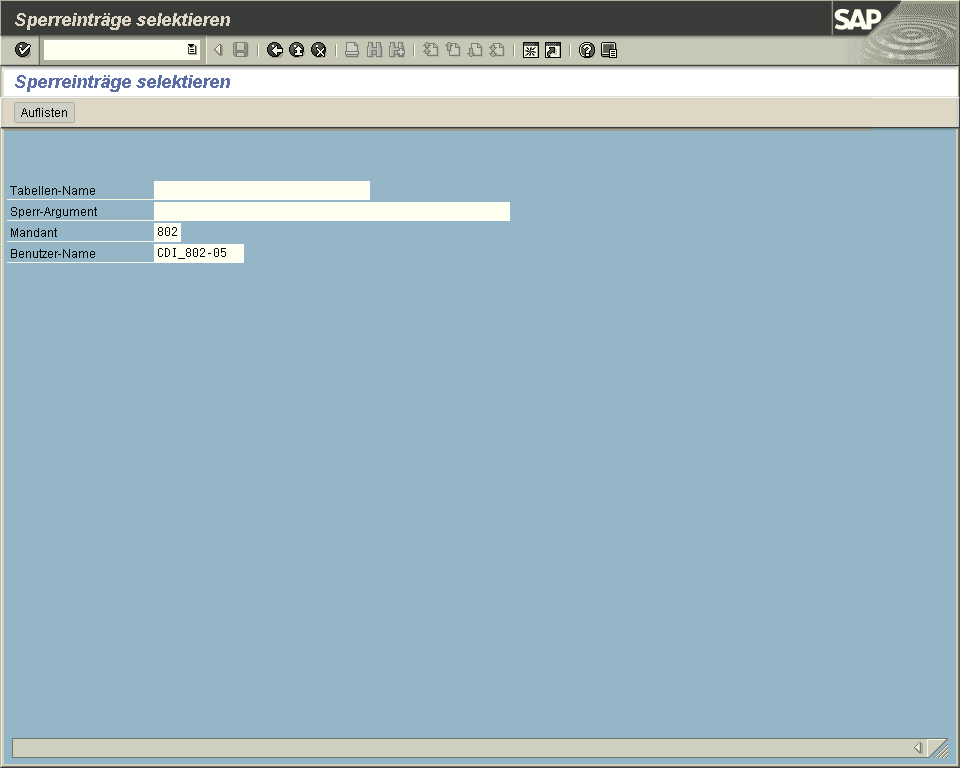 Sperreinträge selektieren
SAP
Sperreinträge selektieren
Auflisten
Tabellen-Name
Sperr-Argument
Mandant 802
Benutzer-Name CDI_802-05